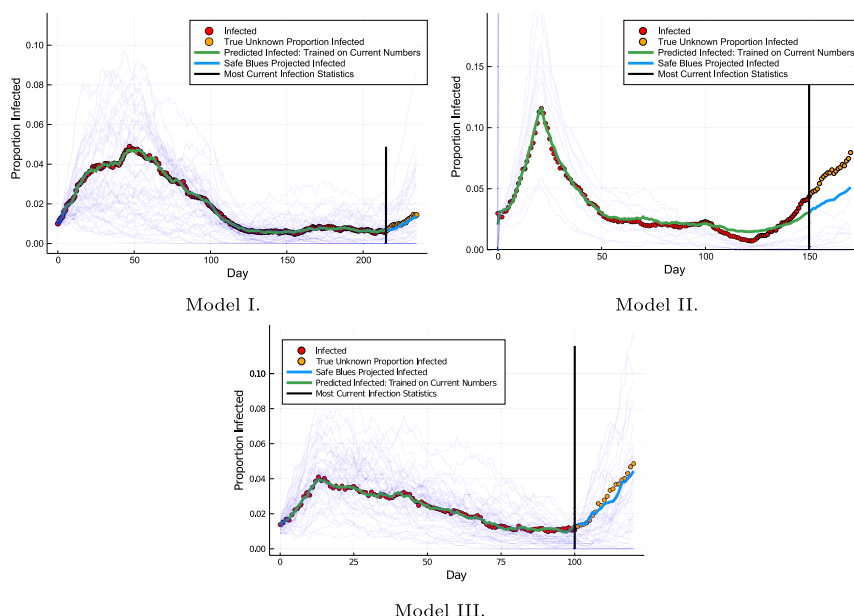 Infected
True Unknown Proportion Infected
Predicted Infected: Trained on Current Numbers
Safe Blues Projected Infected
Most Current Infection Statistics
Proportion Infected
0.10
0.08
0.06
0.04
0.02
0.00
0 50 100 150 200
Day
Model I.
Infected
True Unknown Proportion Infected
Predicted Infected: Trained on Current Numbers
Safe Blues Projected Infected
Most Current Infection Statistics
Proportion Infected
0.15
0.10
0.05
0.00
0 50 100 150
Day
Model II.
Infected
True Unknown Proportion Infected
Safe Blues Projected Infected
Predicted Infected: Trained on Current Numbers
Most Current Infection Statistics
Proportion Infected
0.10
0.08
0.06
0.04
0.02
0.00
0 25 50 75 100
Day
Model III.